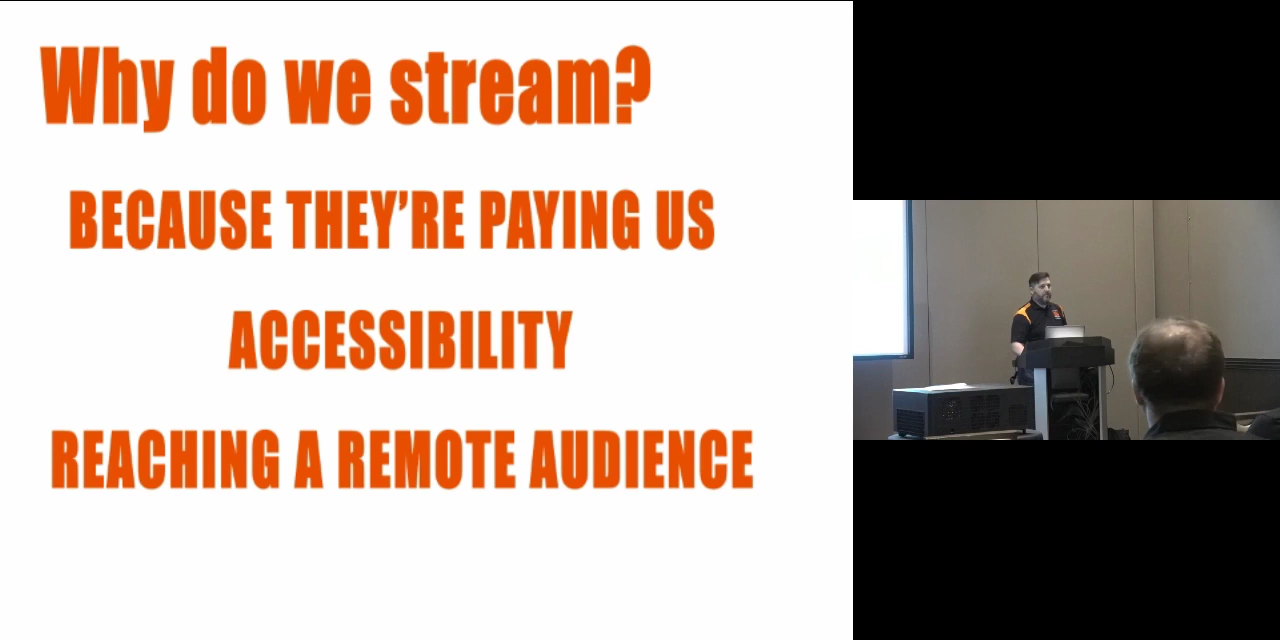 Why do we stream?
BECAUSE THEY’RE PAYING US
ACCESSIBILITY
REACHING A REMOTE AUDIENCE